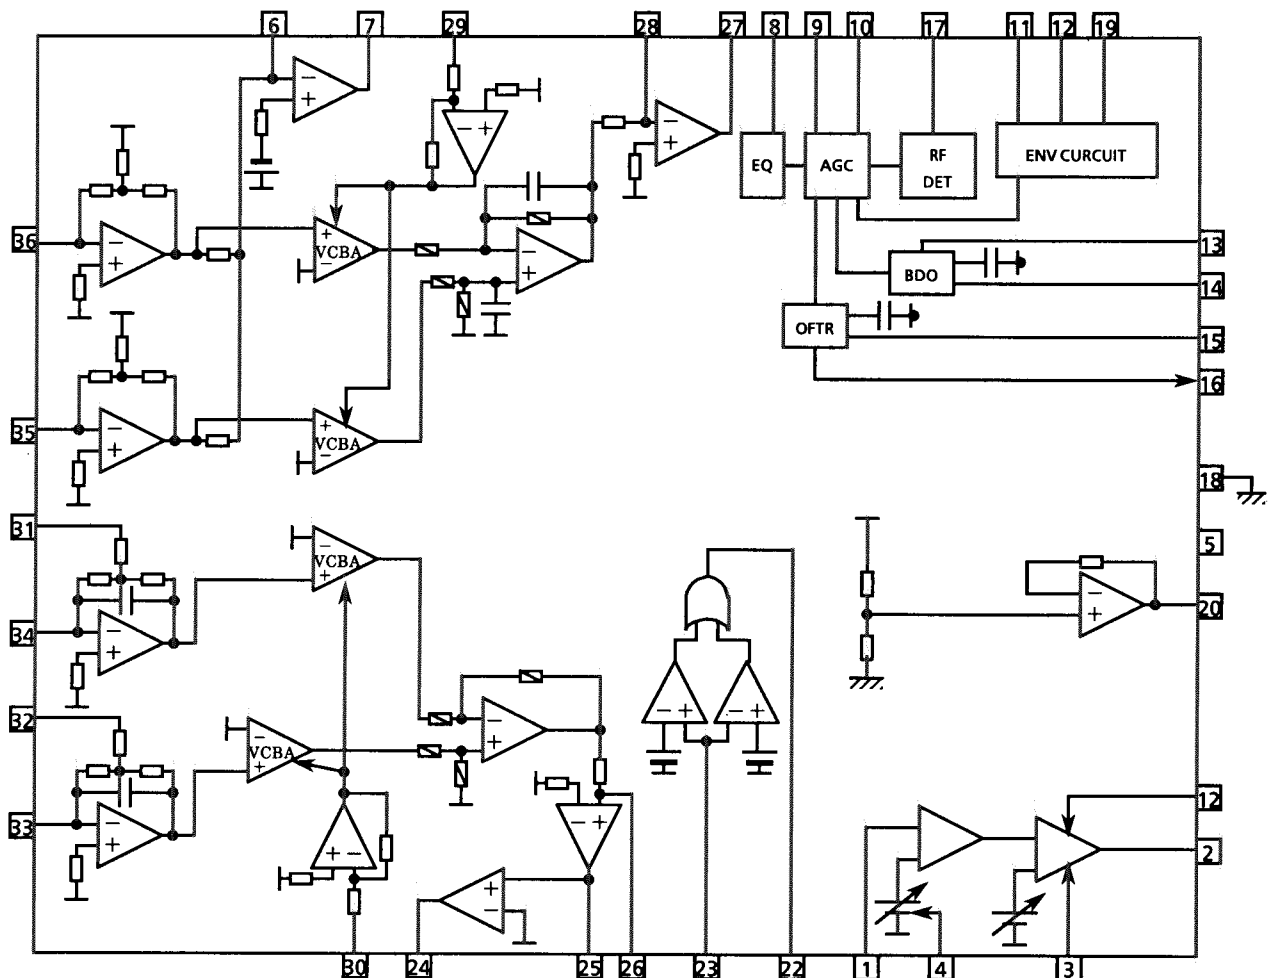 6 7 29 28 27 8 9 10 17 11 12 19
− +
− +
− +
EQ AGC RF DET ENV CURCUIT
36
− +
+ VCBA −
− +
13
BDO
14
OFTR
15
16
35
− +
+ VCBA −
18
31
− VCBA +
5
− +
20
34
− +
32
− VCBA +
− +
− + − +
33
− +
+ −
− +
12
2
+ −
30 24 25 26 23 22 1 4 3